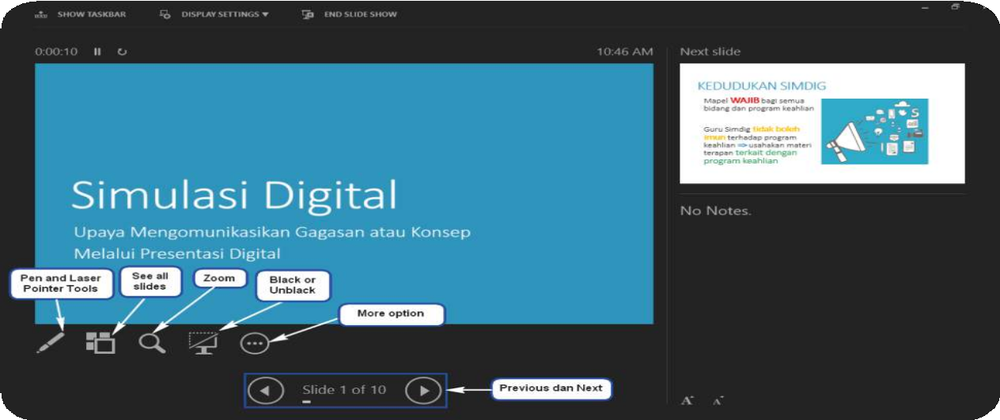 SHOW TASKBAR
DISPLAY SETTINGS ▼
END SLIDE SHOW
0:00:10
10:46 AM
Simulasi Digital
Upaya Mengomunikasikan Gagasan atau Konsep
Melalui Presentasi Digital
Pen and Laser
Pointer Tools
See all
slides
Zoom
Black or
Unblack
More option
Slide 1 of 10
Previous dan Next
Next slide
KEDUDUKAN SIMDIG
Mapel WAJIB bagi semua
bidang dan program keahlian
Guru Simdig tidak boleh
imun terhadap program
keahlian => usahakan materi
terapan terkait dengan
program keahlian
No Notes.
A A